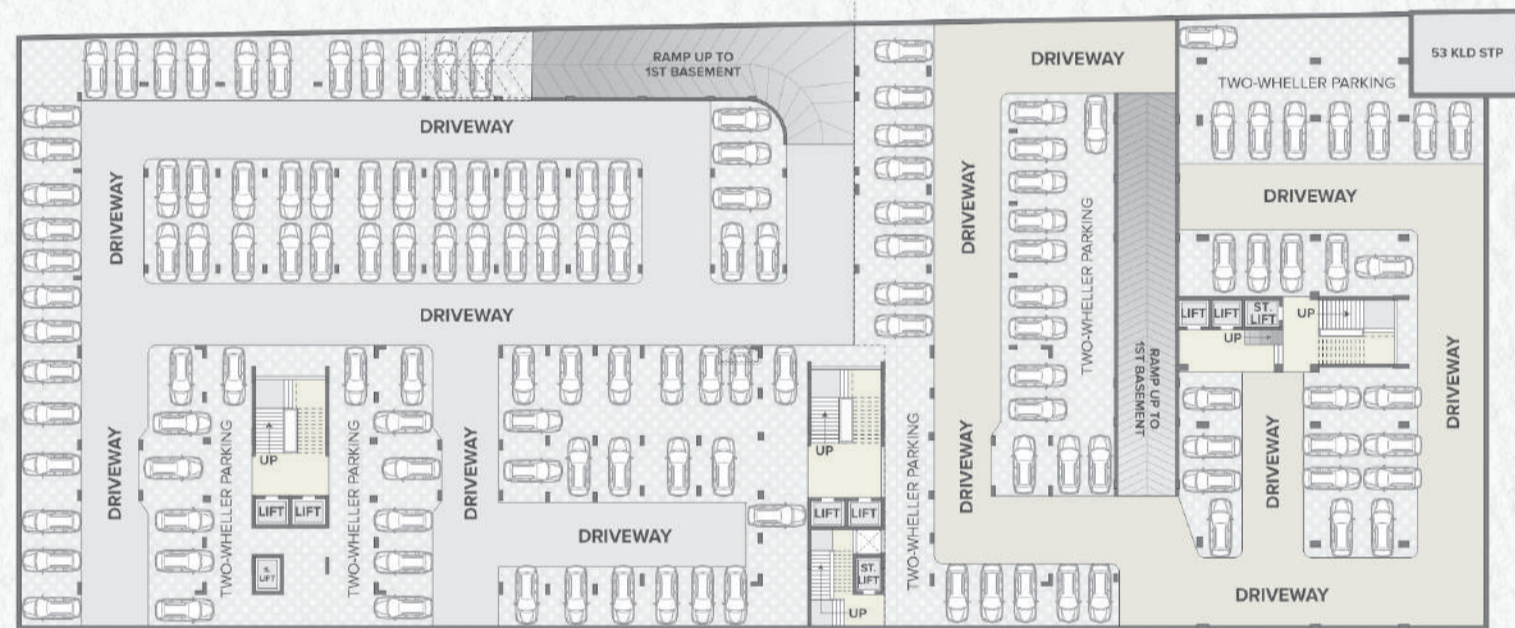 RAMP UP TO
1ST BASEMENT
DRIVEWAY
53 KLD STP
TWO-WHELLER PARKING
DRIVEWAY
DRIVEWAY
DRIVEWAY
DRIVEWAY
TWO-WHELLER PARKING
DRIVEWAY
DRIVEWAY
LIFT
LIFT
ST.
LIFT
UP
UP
RAMP UP TO
1ST BASEMENT
DRIVEWAY
DRIVEWAY
TWO-WHELLER PARKING
UP
LIFT
LIFT
S.
LIFT
TWO-WHELLER PARKING
DRIVEWAY
DRIVEWAY
UP
LIFT
LIFT
ST.
LIFT
UP
TWO-WHELLER PARKING
DRIVEWAY
DRIVEWAY
DRIVEWAY